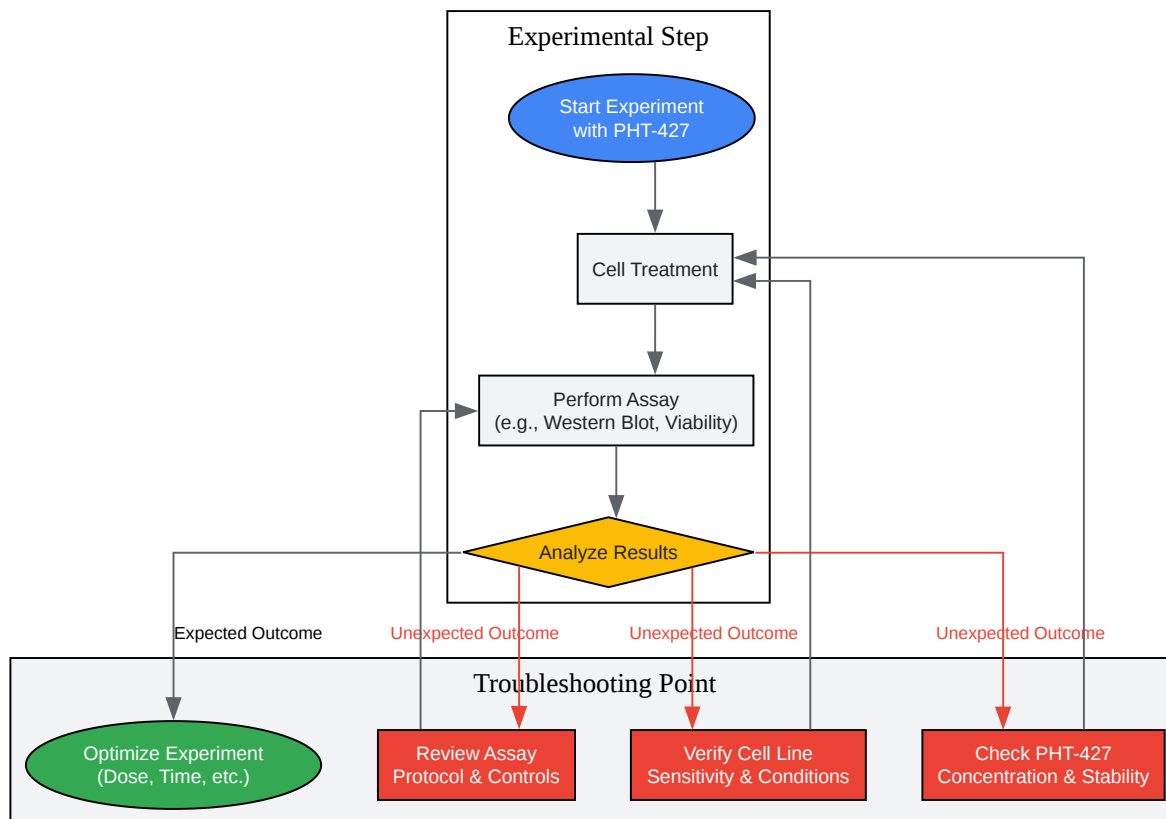 Experimental Step
Start Experiment
with PHT-427
Cell Treatment
Perform Assay
(e.g., Western Blot, Viability)
Analyze Results
Expected Outcome
Unexpected Outcome
Unexpected Outcome
Unexpected Outcome
Troubleshooting Point
Optimize Experiment
(Dose, Time, etc.)
Review Assay
Protocol & Controls
Verify Cell Line
Sensitivity & Conditions
Check PHT-427
Concentration & Stability